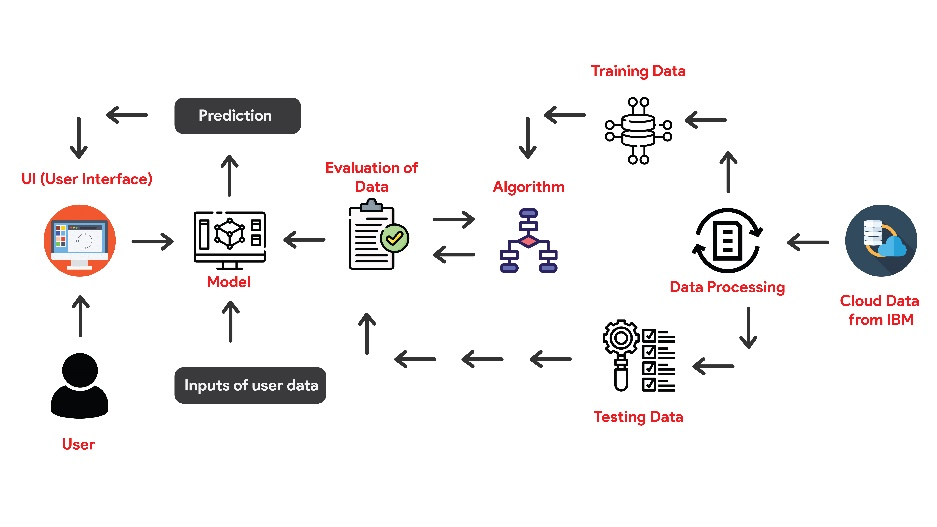 Training Data
Prediction
Evaluation of
Data
UI (User Interface)
Algorithm
Model
Data Processing
Cloud Data
from IBM
Inputs of user data
Testing Data
User